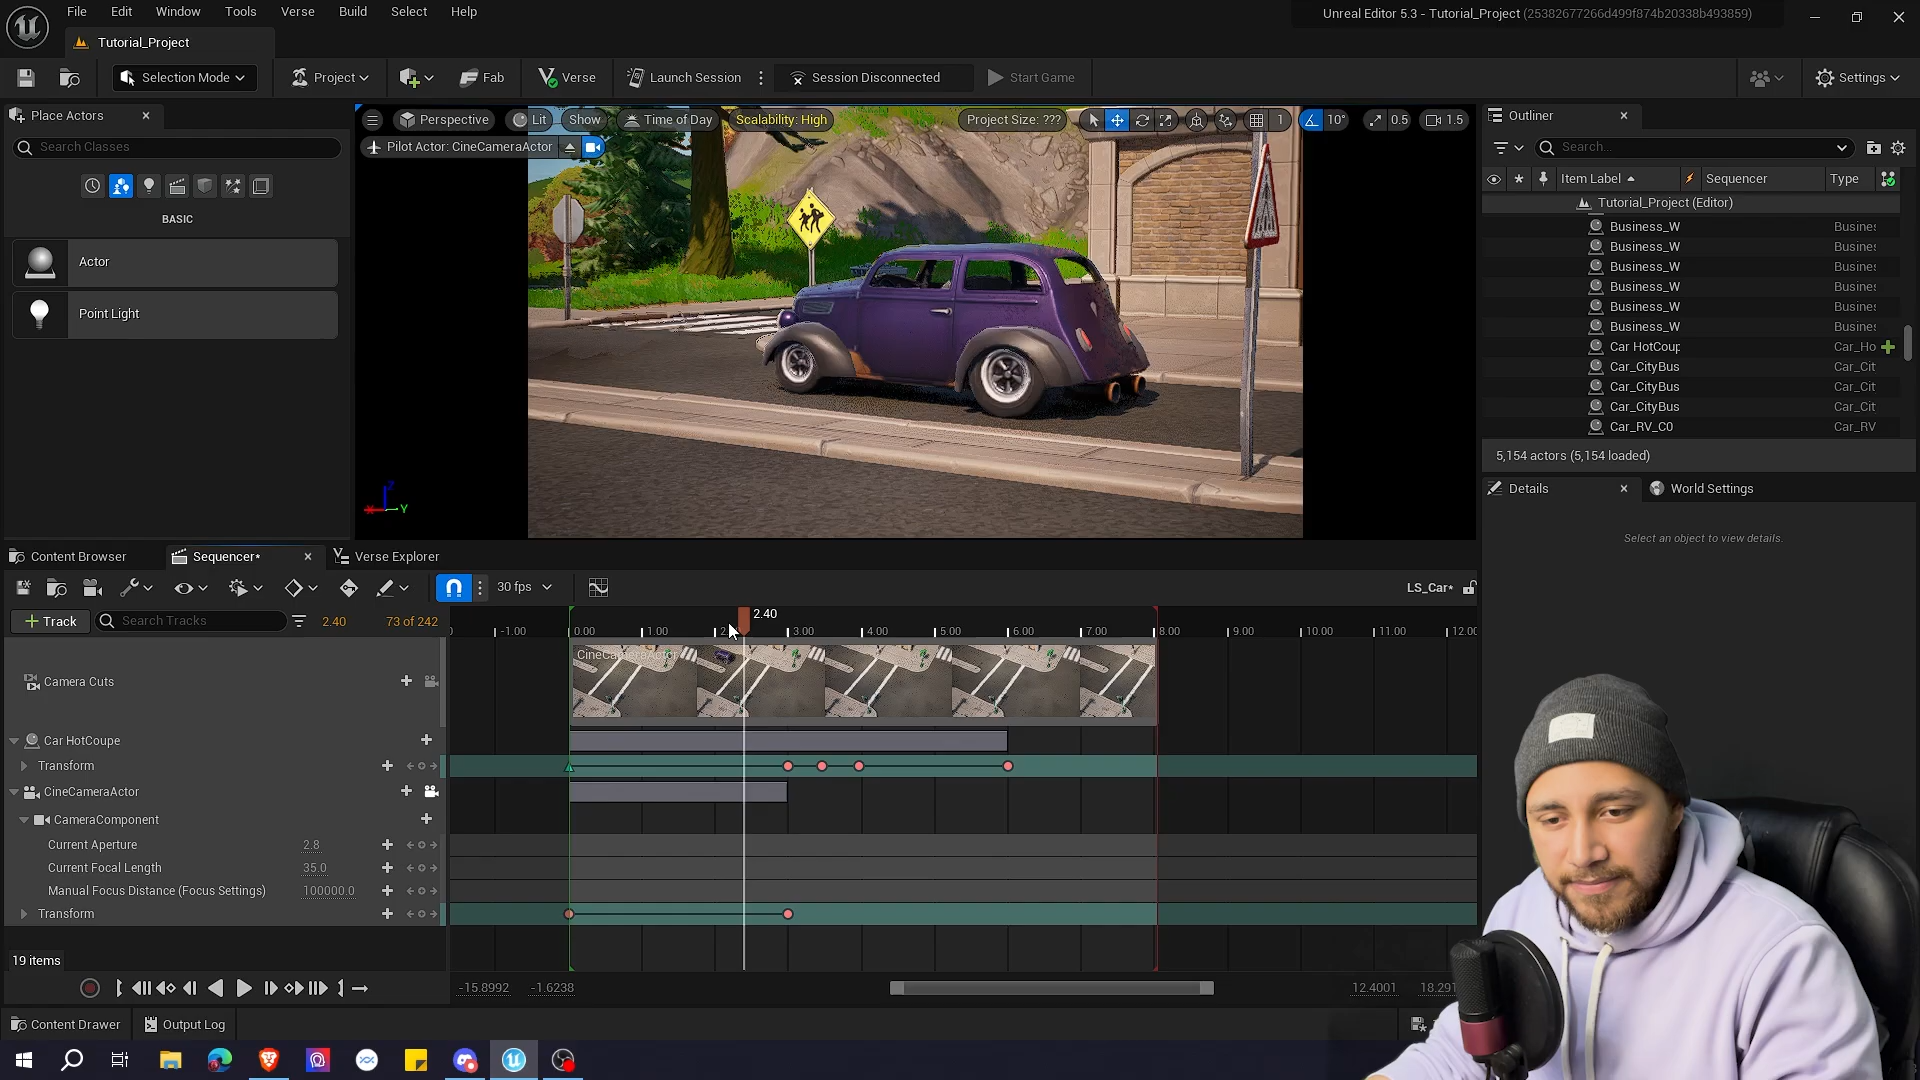 File Edit Window Tools Verse Build Select Help
Unreal Editor 5.3 - Tutorial_Project (25382677266d499f874b20338b493859)
Tutorial_Project
Selection Mode Project Fab Verse Launch Session Session Disconnected Start Game Settings
Place Actors
Search Classes
BASIC
Actor
Point Light
Perspective Lit Show Time of Day Scalability: High Project Size: ??? 1 10° 0.5 1.5
Pilot Actor: CineCameraActor
Y
Outliner
Search...
Item Label Sequencer Type
Tutorial_Project (Editor)
Business_W Busines
Business_W Busines
Business_W Busines
Business_W Busines
Business_W Busines
Business_W Busines
Car HotCoup Car_Ho
Car_CityBus Car_Cit
Car_CityBus Car_Cit
Car_CityBus Car_Cit
Car_RV_C0 Car_RV
5,154 actors (5,154 loaded)
Details World Settings
Select an object to view details.
Content Browser Sequencer* Verse Explorer
30 fps LS_Car*
Track Search Tracks 2.40 73 of 242
2.40
-1.00 0.00 1.00 3.00 4.00 5.00 6.00 7.00 8.00 9.00 10.00 11.00 12.00
CineCameraActor
Camera Cuts
Car HotCoupe
Transform
CineCameraActor
CameraComponent
Current Aperture 2.8
Current Focal Length 35.0
Manual Focus Distance (Focus Settings) 100000.0
Transform
19 items
-15.8992 -1.6238 12.4001 18.291
Content Drawer Output Log